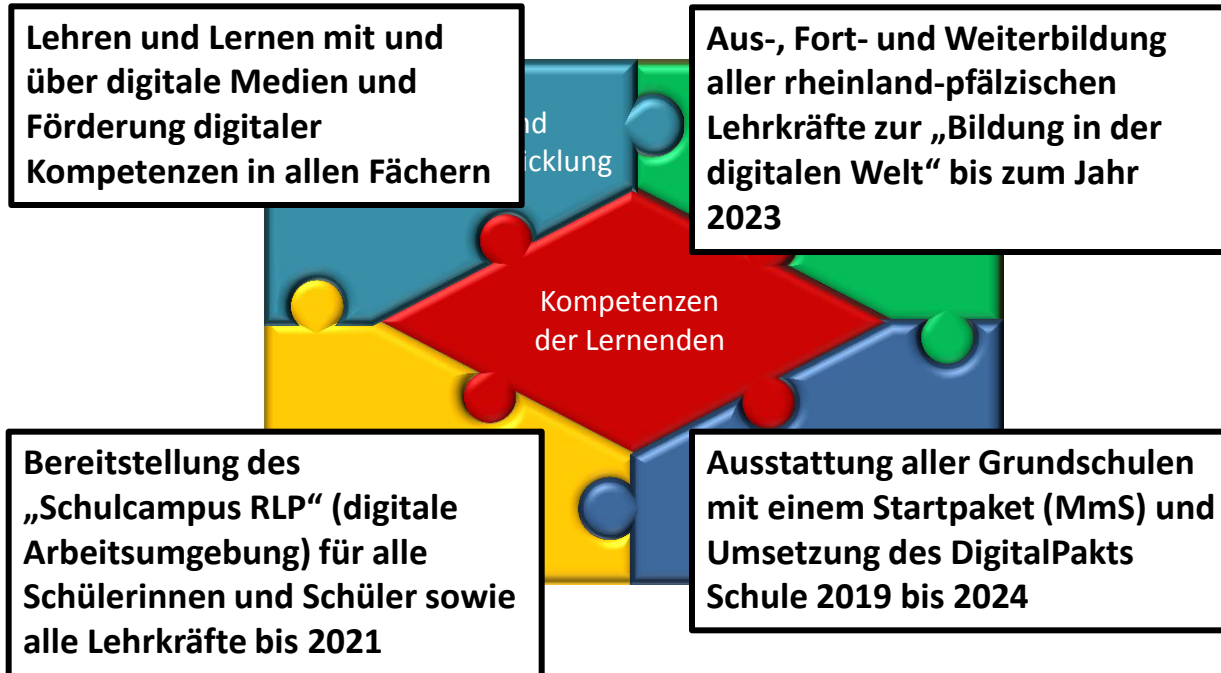 Lehren und Lernen mit und
über digitale Medien und
Förderung digitaler
Kompetenzen in allen Fächern
Aus-, Fort- und Weiterbildung
aller rheinland-pfälzischen
Lehrkräfte zur „Bildung in der
digitalen Welt“ bis zum Jahr
2023
Kompetenzen
der Lernenden
Bereitstellung des
„Schulcampus RLP“ (digitale
Arbeitsumgebung) für alle
Schülerinnen und Schüler sowie
alle Lehrkräfte bis 2021
Ausstattung aller Grundschulen
mit einem Startpaket (MmS) und
Umsetzung des DigitalPakts
Schule 2019 bis 2024